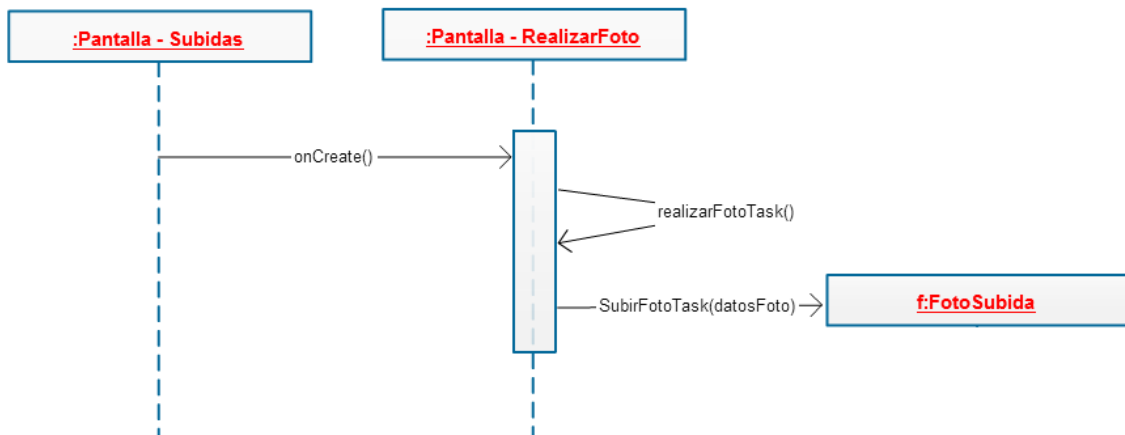 :Pantalla - Subidas
:Pantalla - RealizarFoto
onCreate()
realizarFotoTask()
SubirFotoTask(datosFoto)
f:FotoSubida